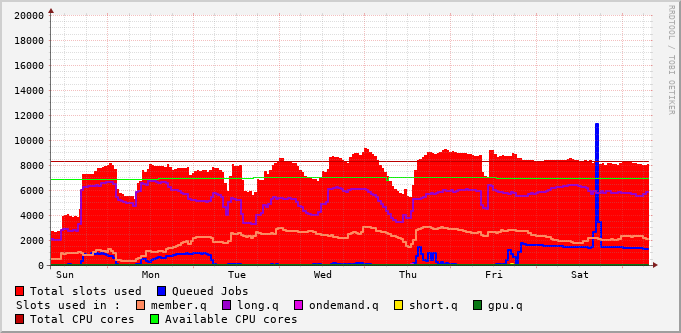 20000
18000
16000
14000
12000
10000
8000
6000
4000
2000
0
Sun Mon Tue Wed Thu Fri Sat
RRDTOOL / TOBI OETIKER
Total slots used Queued Jobs
Slots used in : member.q long.q ondemand.q short.q gpu.q
Total CPU cores Available CPU cores